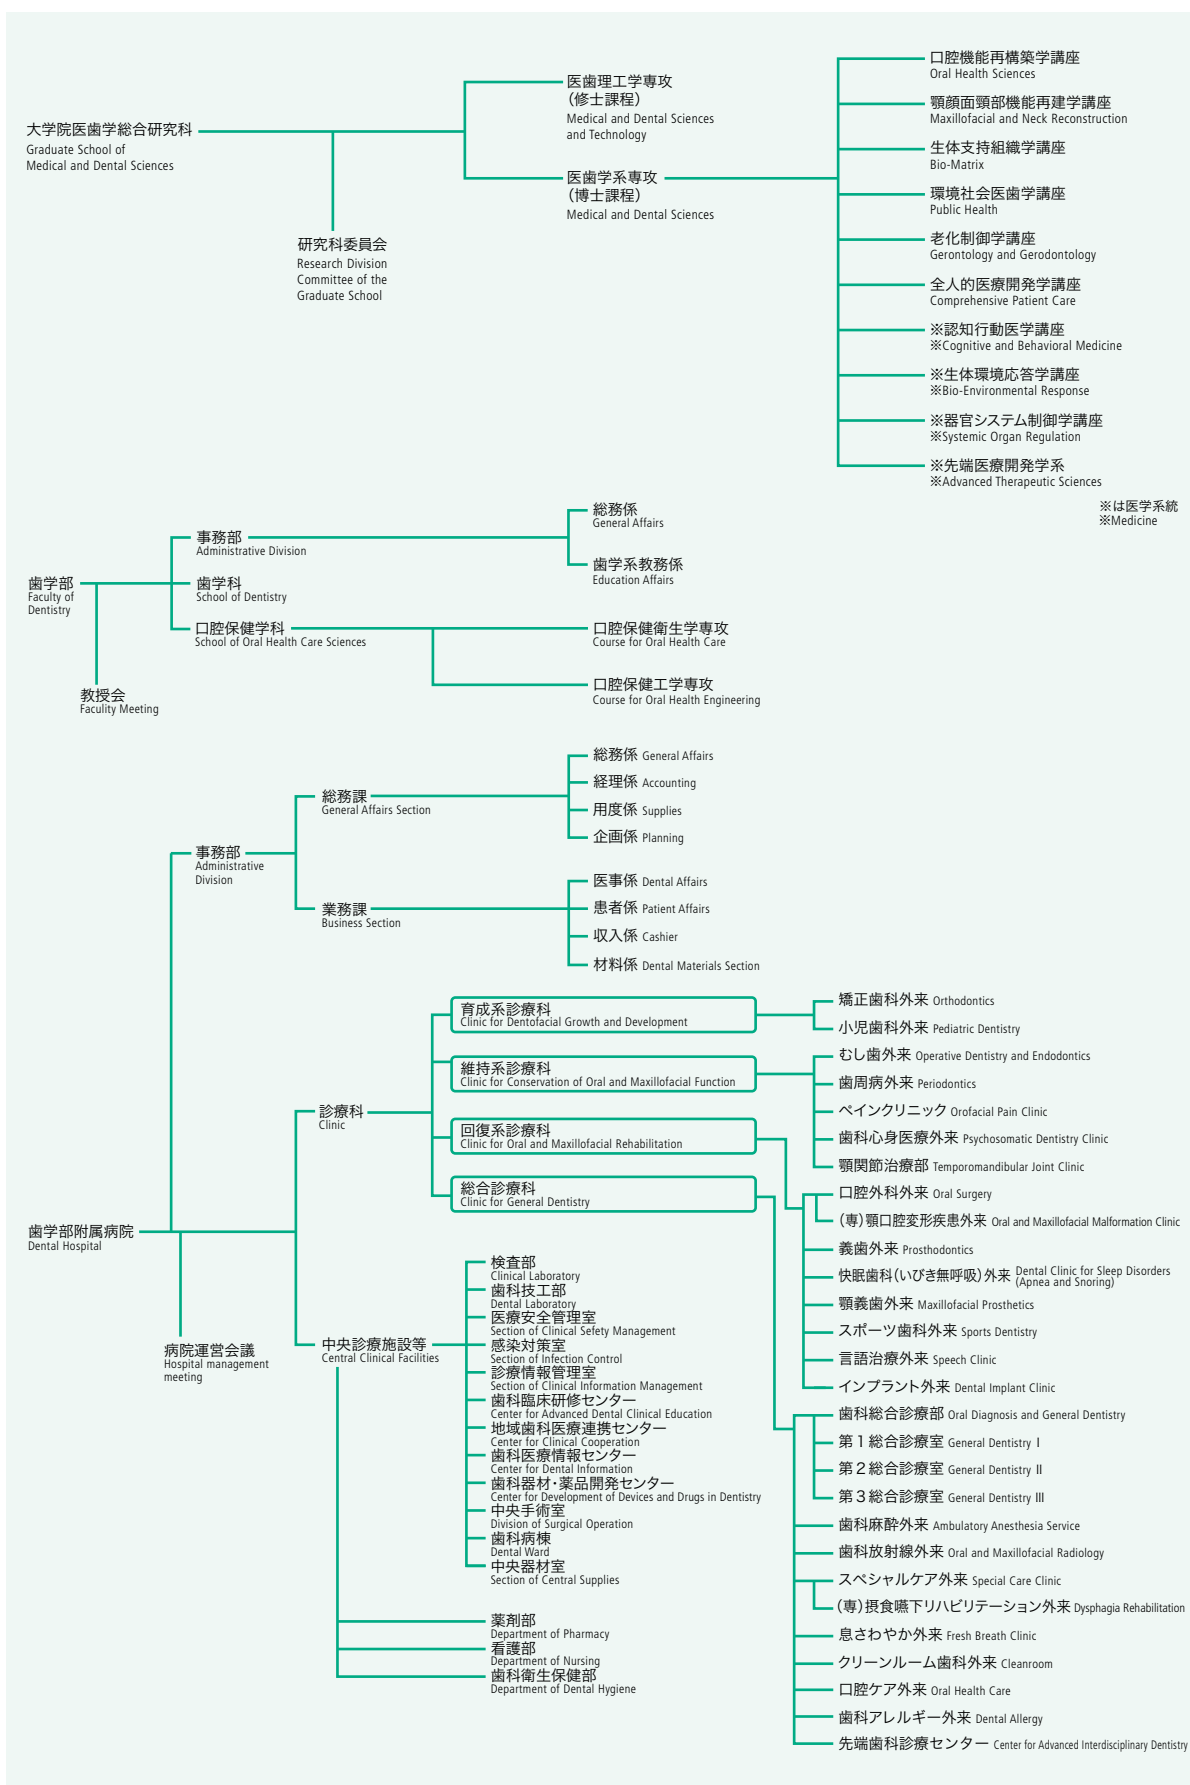 大学院医歯学総合研究科
Graduate School of
Medical and Dental Sciences
研究科委員会
Research Division
Committee of the
Graduate School
医歯理工学専攻
(修士課程)
Medical and Dental Sciences
and Technology
医歯学系専攻
(博士課程)
Medical and Dental Sciences
口腔機能再構築学講座
Oral Health Sciences
顎顔面頸部機能再建学講座
Maxillofacial and Neck Reconstruction
生体支持組織学講座
Bio-Matrix
環境社会医歯学講座
Public Health
老化制御学講座
Gerontology and Gerodontology
全人的医療開発学講座
Comprehensive Patient Care
※認知行動医学講座
※Cognitive and Behavioral Medicine
※生体環境応答学講座
※Bio-Environmental Response
※器官システム制御学講座
※Systemic Organ Regulation
※先端医療開発学系
※Advanced Therapeutic Sciences
※は医学系統
※Medicine
歯学部
Faculty of
Dentistry
教授会
Faculity Meeting
事務部
Administrative Division
歯学科
School of Dentistry
口腔保健学科
School of Oral Health Care Sciences
総務係
General Affairs
歯学系教務係
Education Affairs
口腔保健衛生学専攻
Course for Oral Health Care
口腔保健工学専攻
Course for Oral Health Engineering
歯学部附属病院
Dental Hospital
病院運営会議
Hospital management
meeting
事務部
Administrative
Division
総務課
General Affairs Section
総務係 General Affairs
経理係 Accounting
用度係 Supplies
企画係 Planning
業務課
Business Section
医事係 Dental Affairs
患者係 Patient Affairs
収入係 Cashier
材料係 Dental Materials Section
診療科
Clinic
育成系診療科
Clinic for Dentofacial Growth and Development
維持系診療科
Clinic for Conservation of Oral and Maxillofacial Function
回復系診療科
Clinic for Oral and Maxillofacial Rehabilitation
総合診療科
Clinic for General Dentistry
矯正歯科外来 Orthodontics
小児歯科外来 Pediatric Dentistry
むし歯外来 Operative Dentistry and Endodontics
歯周病外来 Periodontics
ペインクリニック Orofacial Pain Clinic
歯科心身医療外来 Psychosomatic Dentistry Clinic
顎関節治療部 Temporomandibular Joint Clinic
口腔外科外来 Oral Surgery
(専)顎口腔変形疾患外来 Oral and Maxillofacial Malformation Clinic
義歯外来 Prosthodontics
快眠歯科(いびき無呼吸)外来 Dental Clinic for Sleep Disorders
(Apnea and Snoring)
顎義歯外来 Maxillofacial Prosthetics
スポーツ歯科外来 Sports Dentistry
言語治療外来 Speech Clinic
インプラント外来 Dental Implant Clinic
歯科総合診療部 Oral Diagnosis and General Dentistry
第1総合診療室 General Dentistry Ⅰ
第2総合診療室 General Dentistry Ⅱ
第3総合診療室 General Dentistry Ⅲ
歯科麻酔外来 Ambulatory Anesthesia Service
歯科放射線外来 Oral and Maxillofacial Radiology
スペシャルケア外来 Special Care Clinic
(専)摂食嚥下リハビリテーション外来 Dysphagia Rehabilitation
息さわやか外来 Fresh Breath Clinic
クリーンルーム歯科外来 Cleanroom
口腔ケア外来 Oral Health Care
歯科アレルギー外来 Dental Allergy
先端歯科診療センター Center for Advanced Interdisciplinary Dentistry
中央診療施設等
Central Clinical Facilities
検査部
Clinical Laboratory
歯科技工部
Dental Laboratory
医療安全管理室
Section of Clinical Safety Management
感染対策室
Section of Infection Control
診療情報管理室
Section of Clinical Information Management
歯科臨床研修センター
Center for Advanced Dental Clinical Education
地域歯科医療連携センター
Center for Clinical Cooperation
歯科医療情報センター
Center for Dental Information
歯科器材・薬品開発センター
Center for Development of Devices and Drugs in Dentistry
中央手術室
Division of Surgical Operation
歯科病棟
Dental Ward
中央器材室
Section of Central Supplies
薬剤部
Department of Pharmacy
看護部
Department of Nursing
歯科衛生保健部
Department of Dental Hygiene